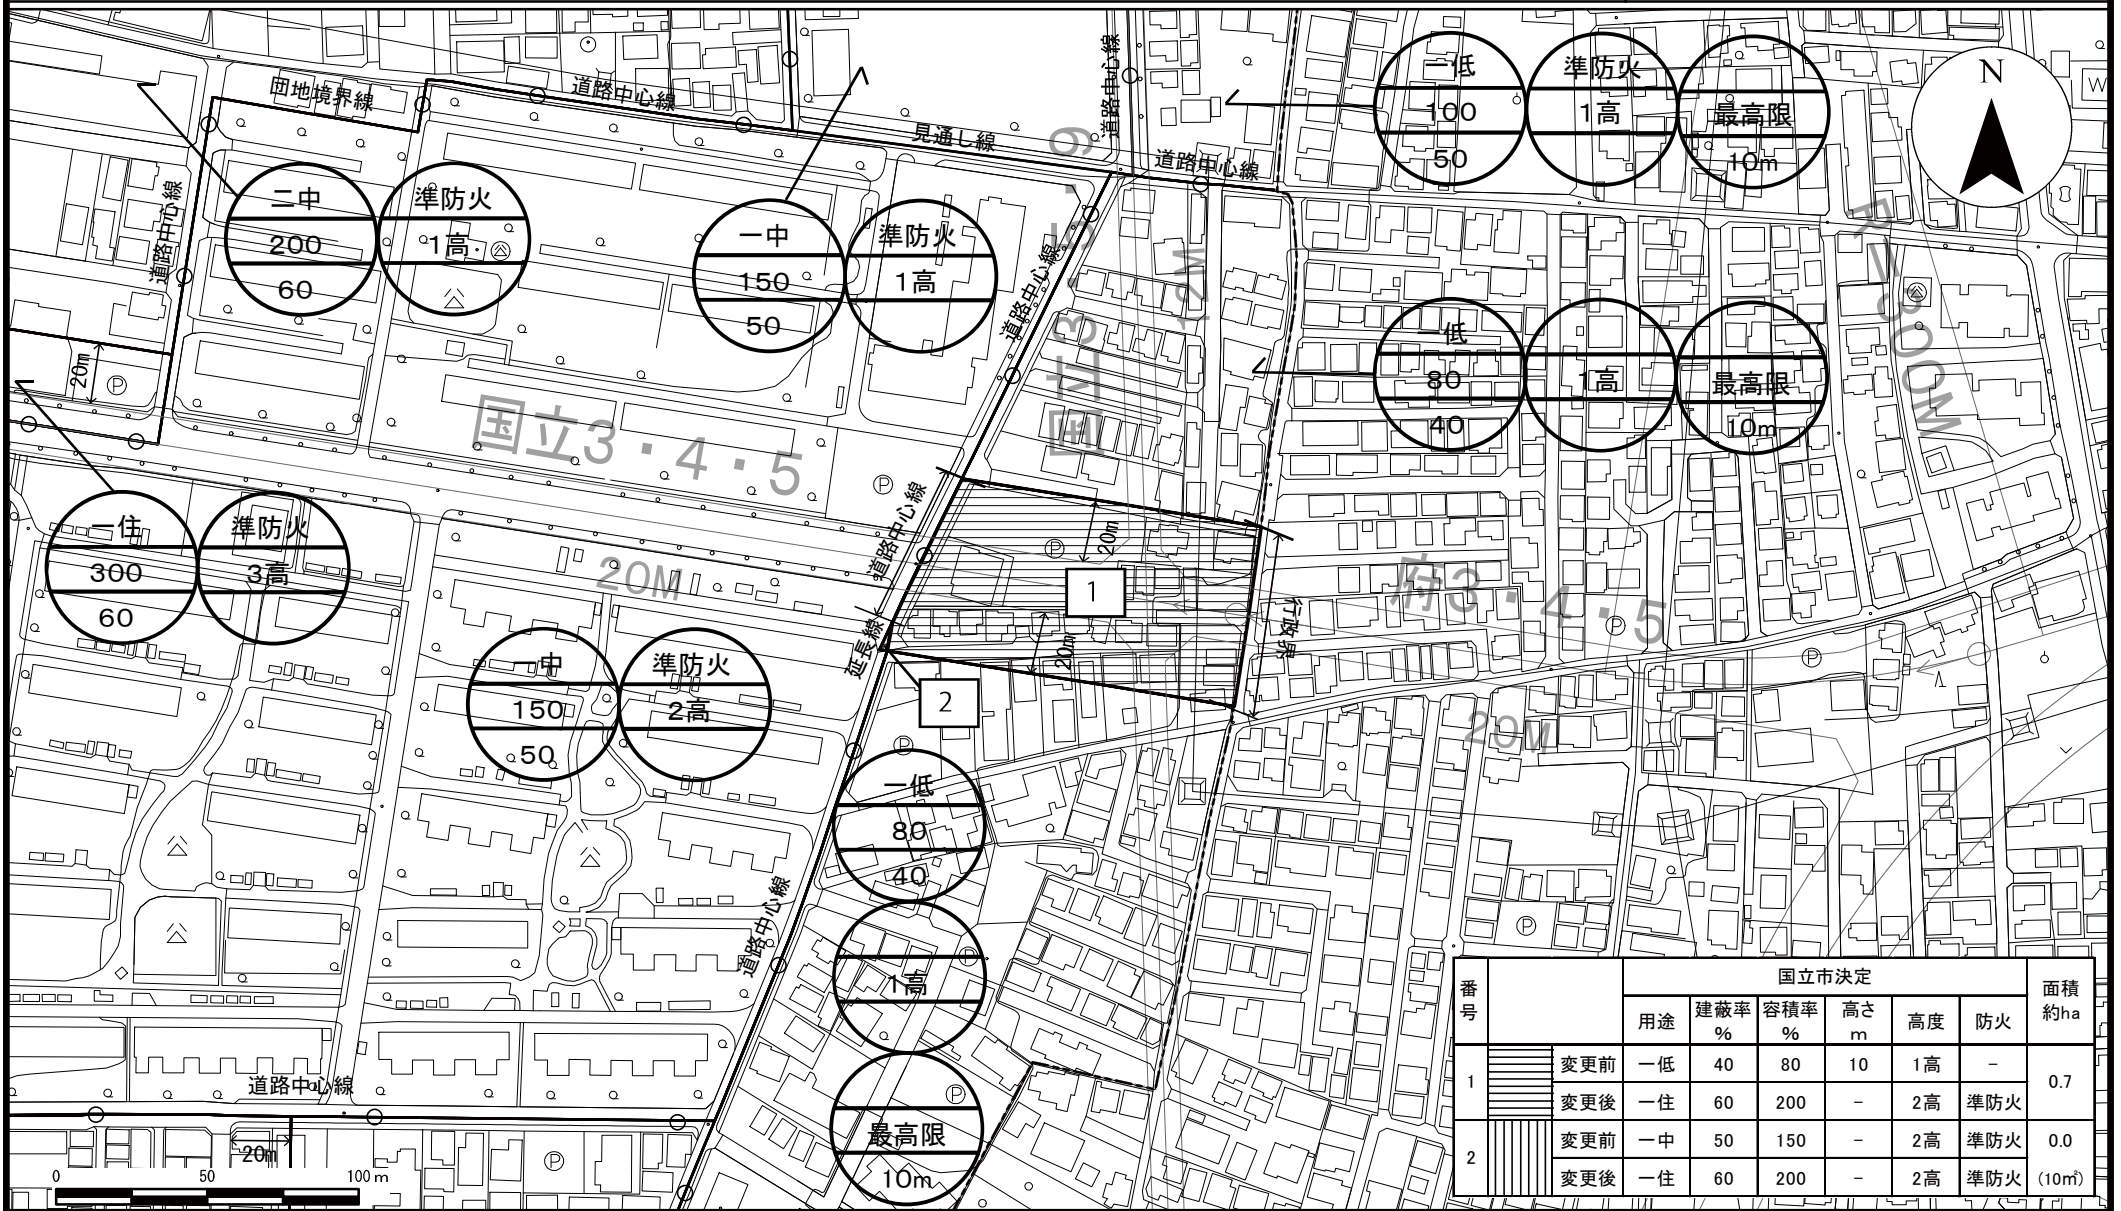 団地境界線
道路中心線
見通し線
道路中心線
道路中心線
一低
100
50
準防火
1高
最高限
10m
N
W
道路中心線
二中
200
60
準防火
1高
一中
150
50
準防火
1高
道路中心線
国立3・5・9
12M
R=300M
一低
80
40
1高
最高限
10m
20m
P
国立3・4・5
20M
P
道路中心線
延長線
一住
300
60
準防火
3高
20m
P
1
20m
行政界
府3・4・5
20M
P
P
一中
150
50
準防火
2高
2
P
一低
80
40
1高
P
最高限
10m
P
P
道路中心線
道路中心線
20m
P
0 50 100m
番号 国立市決定 面積約ha
用途 建蔽率% 容積率% 高さm 高度 防火
1 変更前 一低 40 80 10 1高 - 0.7
変更後 一住 60 200 - 2高 準防火
2 変更前 一中 50 150 - 2高 準防火 0.0
変更後 一住 60 200 - 2高 準防火 (10㎡)